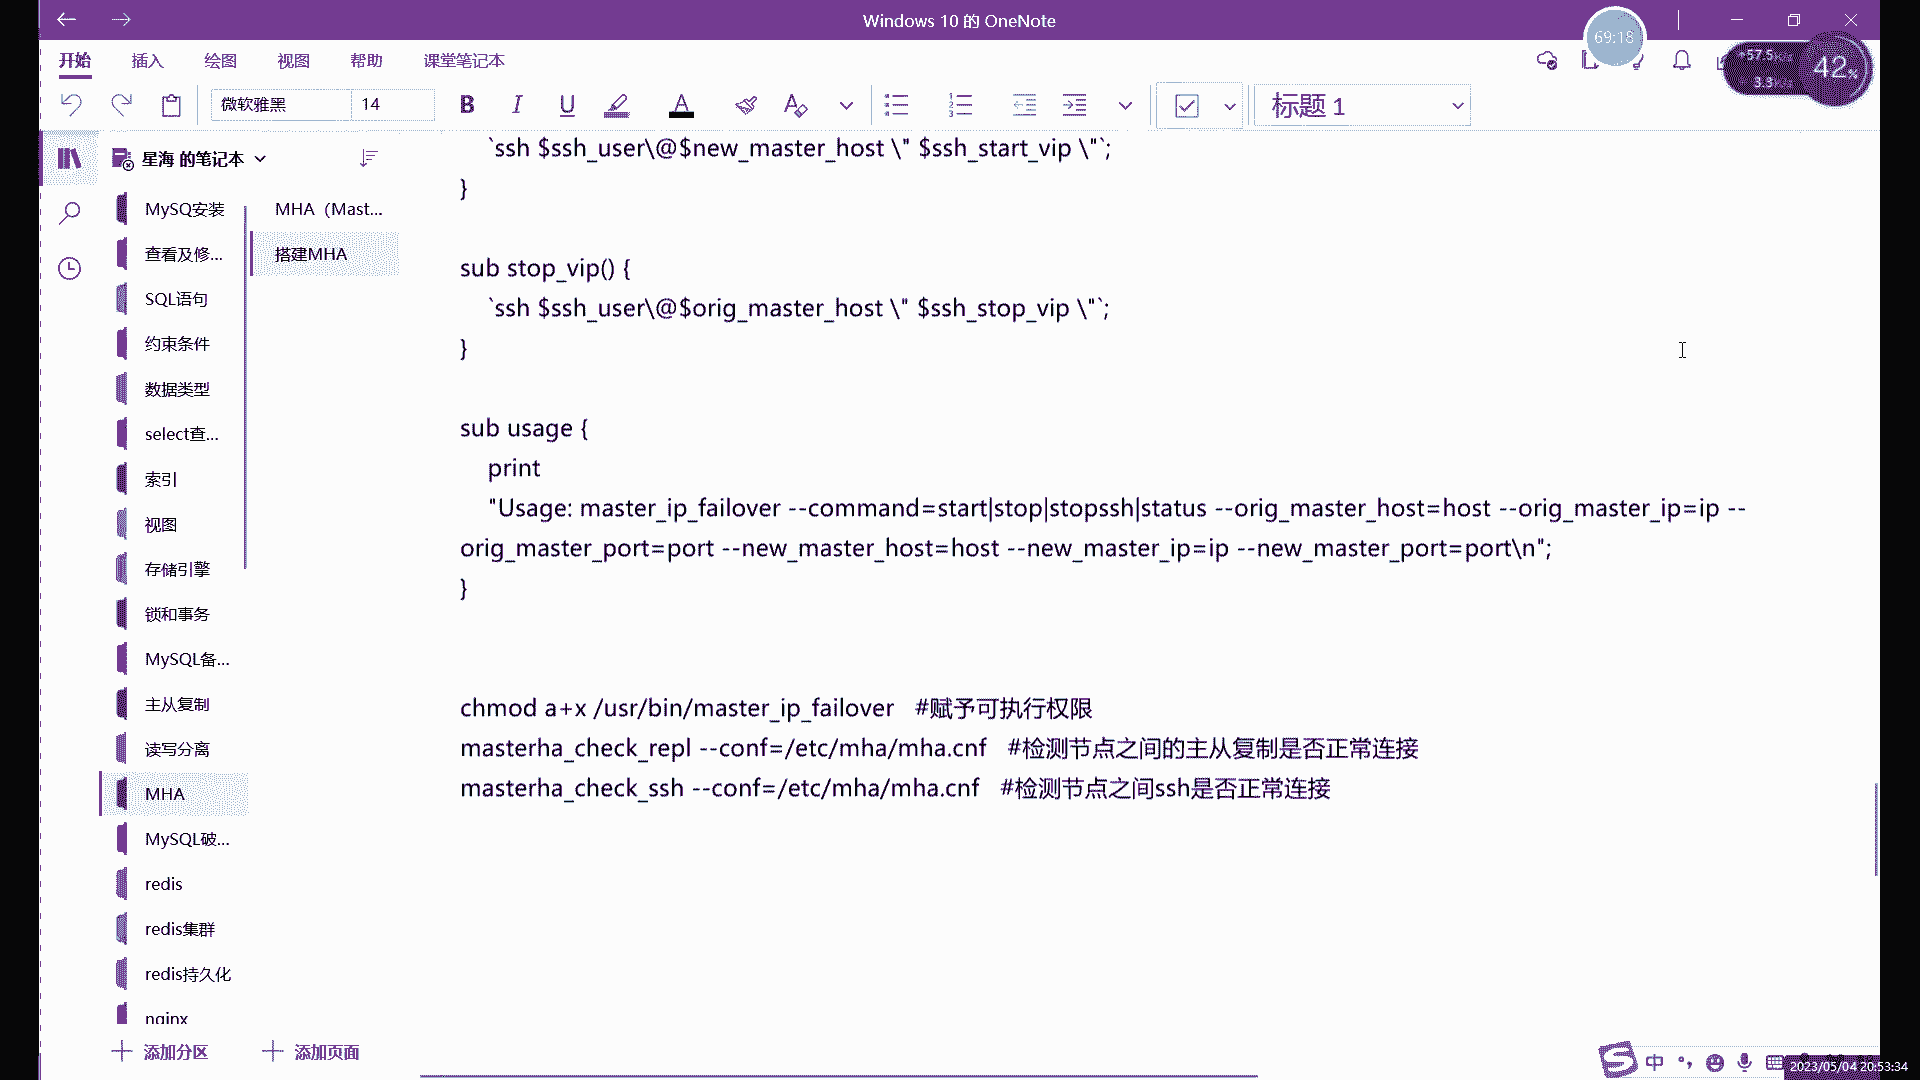 Windows 10 的 OneNote
69:18
开始 插入 绘图 视图 帮助 课堂笔记本
+57.5K/s
3.3K/s
42%
微软雅黑 14 B I U A A 标题 1
星海 的笔记本
MySQ安装
查看及修...
SQL语句
约束条件
数据类型
select查...
索引
视图
存储引擎
锁和事务
MySQL备...
主从复制
读写分离
MHA
MySQL破...
redis
redis集群
redis持久化
nginx
添加分区
MHA（Mast...
搭建MHA
添加页面
`ssh $ssh_user\@$new_master_host \" $ssh_start_vip \"`;
}
sub stop_vip() {
`ssh $ssh_user\@$orig_master_host \" $ssh_stop_vip \"`;
}
sub usage {
print
"Usage: master_ip_failover --command=start|stop|stopssh|status --orig_master_host=host --orig_master_ip=ip --
orig_master_port=port --new_master_host=host --new_master_ip=ip --new_master_port=port\n";
}
chmod a+x /usr/bin/master_ip_failover #赋予可执行权限
masterha_check_repl --conf=/etc/mha/mha.cnf #检测节点之间的主从复制是否正常连接
masterha_check_ssh --conf=/etc/mha/mha.cnf #检测节点之间ssh是否正常连接
中
2023/05/04 20:53:34